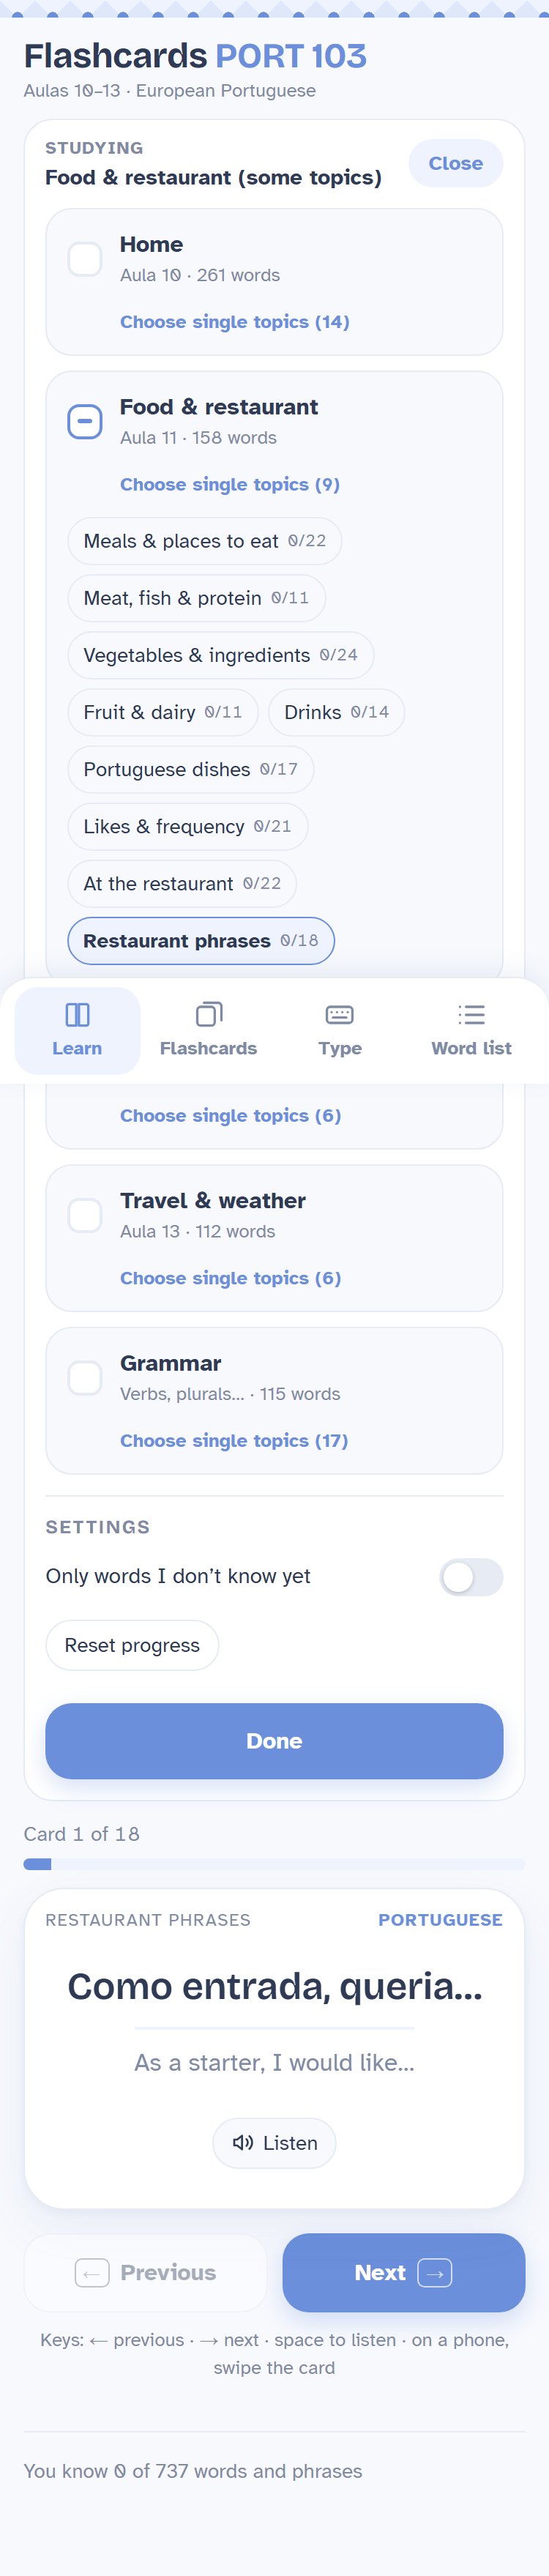 Flashcards PORT 103
Aulas 10–13 · European Portuguese
STUDYING
Food & restaurant (some topics)
Close
Home
Aula 10 · 261 words
Choose single topics (14)
Food & restaurant
Aula 11 · 158 words
Choose single topics (9)
Meals & places to eat 0/22
Meat, fish & protein 0/11
Vegetables & ingredients 0/24
Fruit & dairy 0/11 Drinks 0/14
Portuguese dishes 0/17
Likes & frequency 0/21
At the restaurant 0/22
Restaurant phrases 0/18
Learn Flashcards Type Word list
Choose single topics (6)
Travel & weather
Aula 13 · 112 words
Choose single topics (6)
Grammar
Verbs, plurals... · 115 words
Choose single topics (17)
SETTINGS
Only words I don’t know yet
Reset progress
Done
Card 1 of 18
RESTAURANT PHRASES PORTUGUESE
Como entrada, queria...
As a starter, I would like...
Listen
← Previous Next →
Keys: ← previous · → next · space to listen · on a phone,
swipe the card
You know 0 of 737 words and phrases